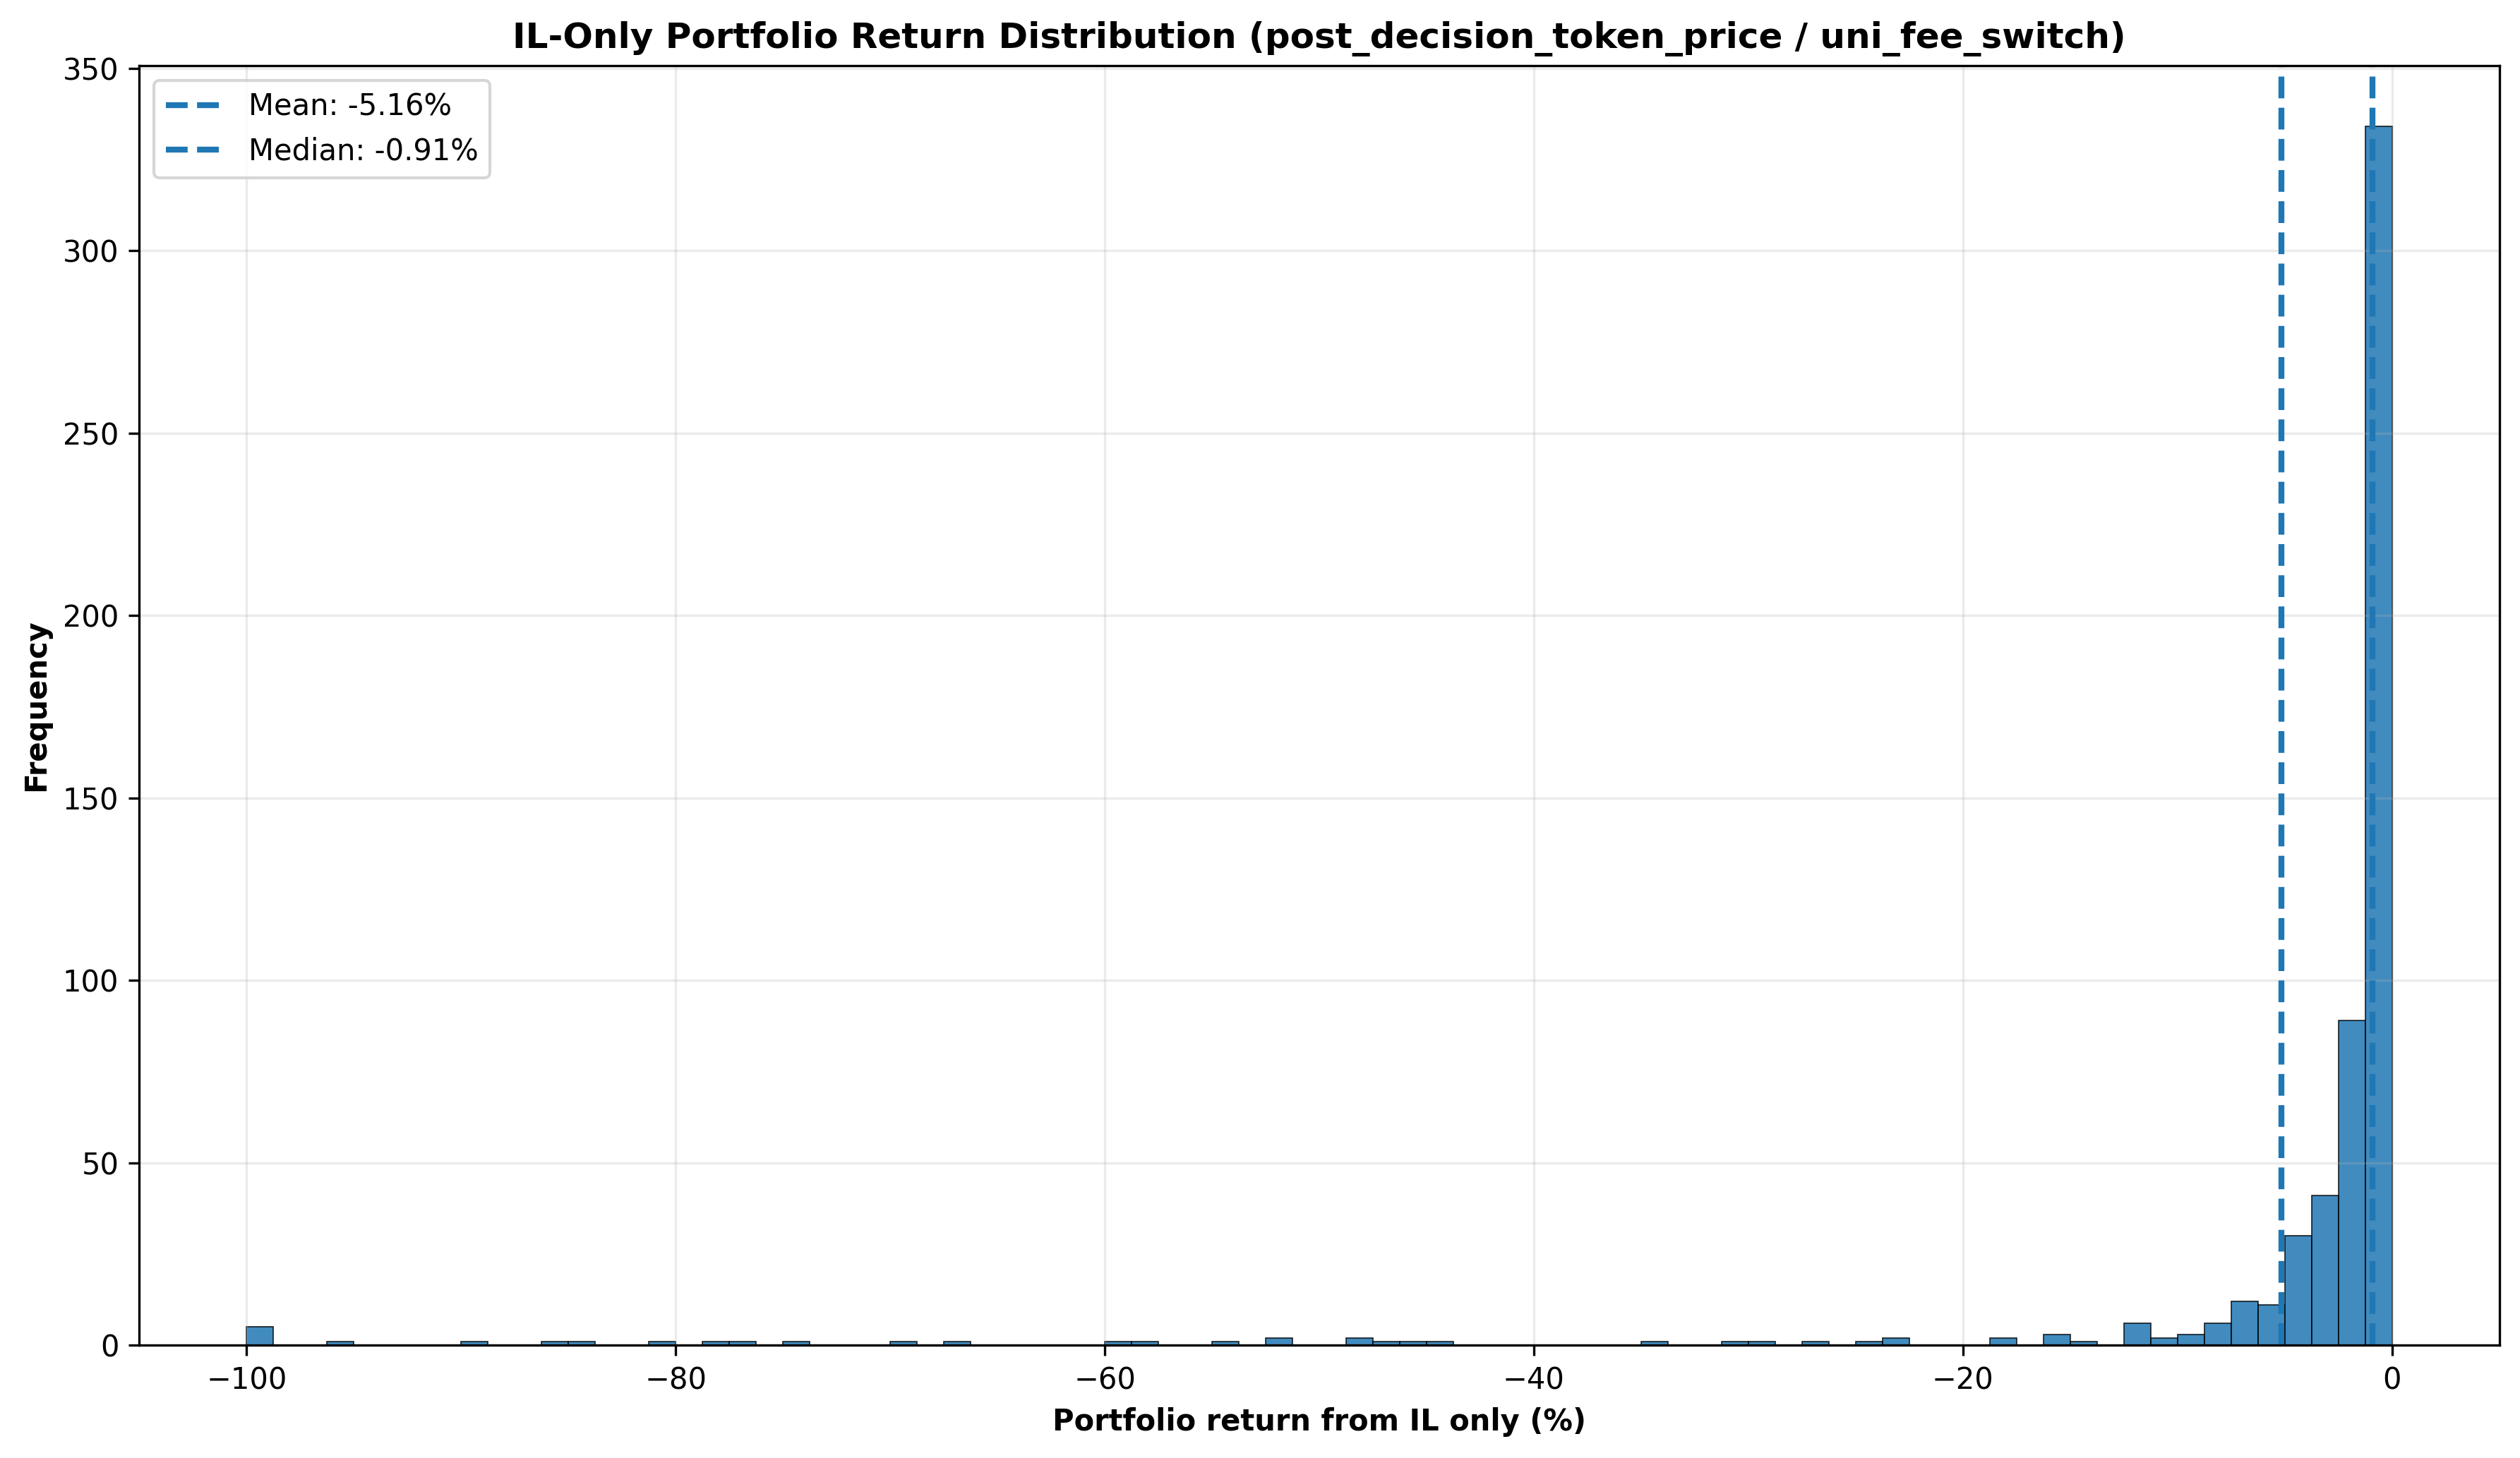 IL-Only Portfolio Return Distribution (post_decision_token_price / uni_fee_switch)
Mean: -5.16%
Median: -0.91%
350
300
250
200
150
100
50
0
Frequency
−100
−80
−60
−40
−20
0
Portfolio return from IL only (%)